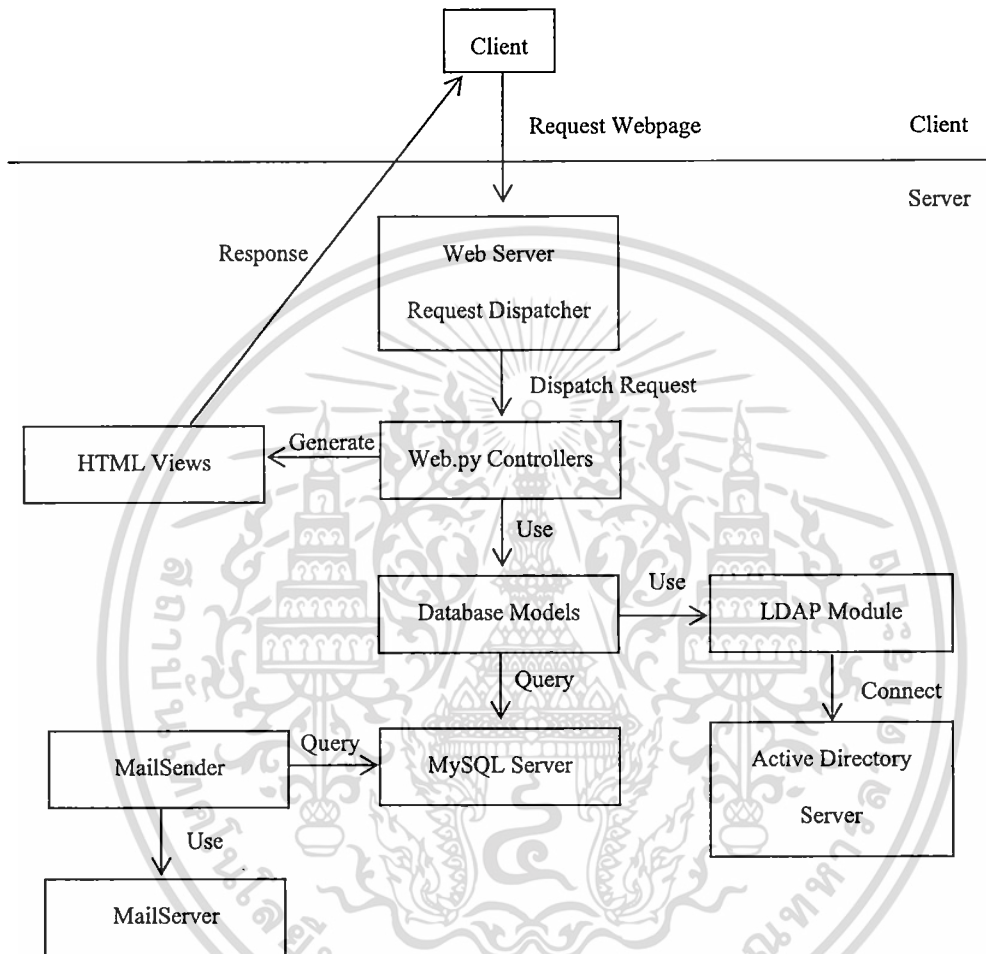 Client
Request Webpage
Client
Server
Response
Web Server
Request Dispatcher
Dispatch Request
HTML Views
Generate
Web.py Controllers
Use
Database Models
Use
LDAP Module
Query
Connect
MailSender
Query
MySQL Server
Active Directory
Server
Use
MailServer